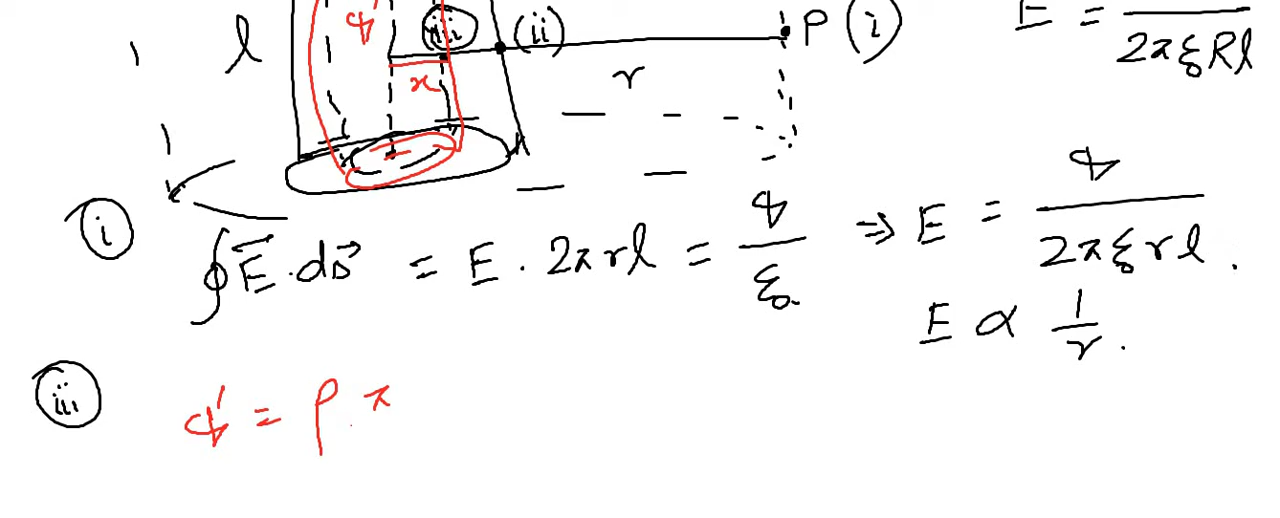 l q' (iii) (ii) P (i) E = ──── / 2πε₀Rl
x r
(i) ∮ E⃗ . ds⃗ = E . 2πrl = q/ε₀ ⇒ E = q / 2πε₀rl .
E ∝ 1/r .
(iii) q' = ρ . π